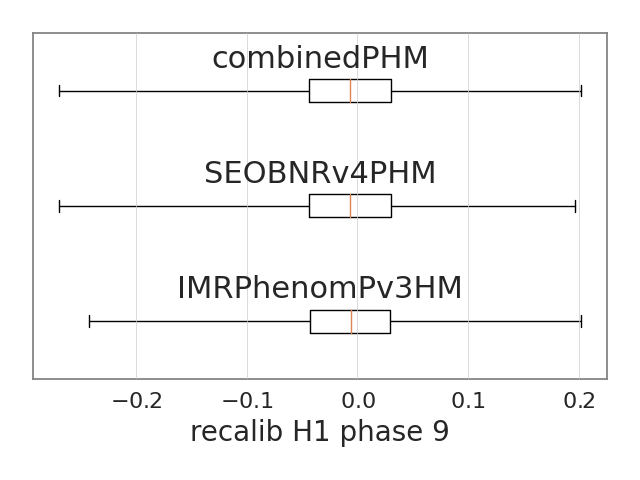 combinedPHM
SEOBNRv4PHM
IMRPhenomPv3HM
−0.2 −0.1 0.0 0.1 0.2
recalib H1 phase 9